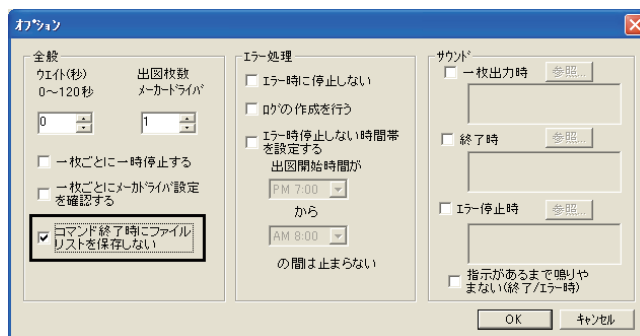 オプション
全般
ウエイト(秒)
0～120秒
出図枚数
メーカードライバ
0
1
一枚ごとに一時停止する
一枚ごとにメーカドライバ設定
を確認する
コマンド終了時にファイル
リストを保存しない
エラー処理
エラー時に停止しない
ログの作成を行う
エラー時停止しない時間帯
を設定する
出図開始時間が
PM 7:00
から
AM 8:00
の間は止まらない
サウンド
一枚出力時
参照...
終了時
参照...
エラー停止時
参照...
指示があるまで鳴りや
まない(終了/エラー時)
OK
キャンセル